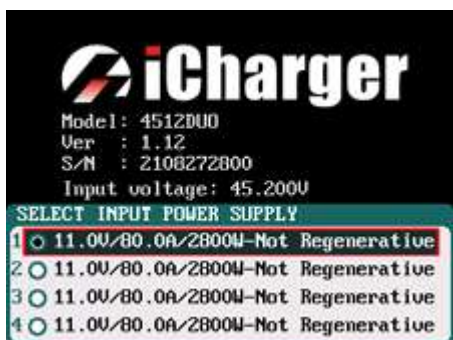 iCharger
Model: 4512DUO
Ver : 1.12
S/N : 2108272800
Input voltage: 45.200V
SELECT INPUT POWER SUPPLY
1 11.0V/80.0A/2800W-Not Regenerative
2 11.0V/80.0A/2800W-Not Regenerative
3 11.0V/80.0A/2800W-Not Regenerative
4 11.0V/80.0A/2800W-Not Regenerative